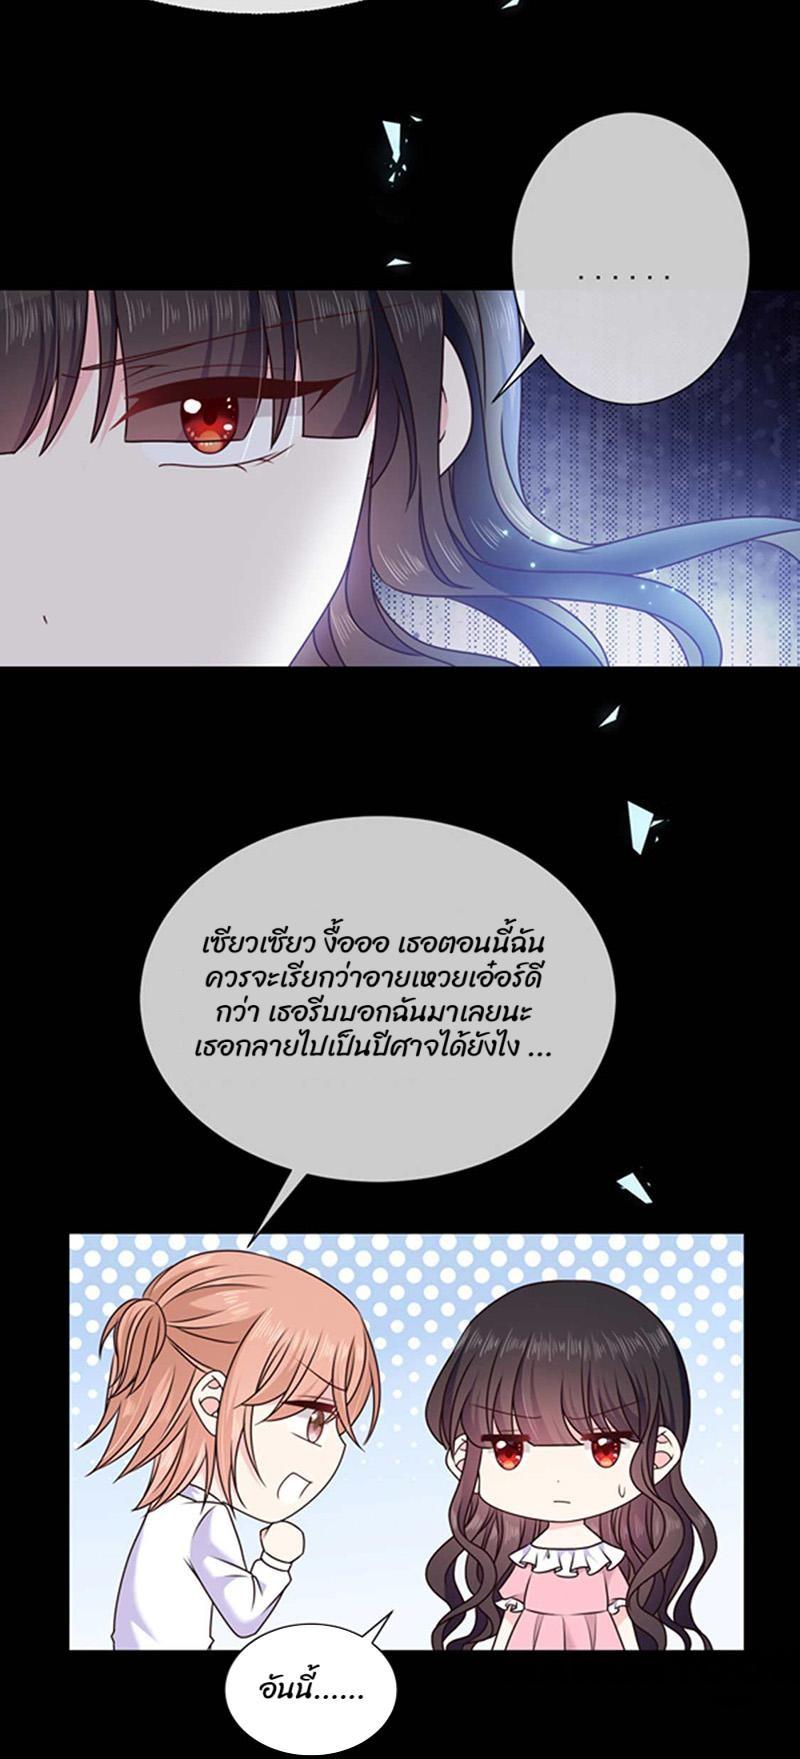 ......
เซียวเซียว งื้อออ เธอตอนนี้ฉัน
ควรจะเรียกว่าอายเหวยเอ๋อร์ดี
กว่า เธอรีบบอกฉันมาเลยนะ
เธอกลายไปเป็นปีศาจได้ยังไง ...
อันนี้......